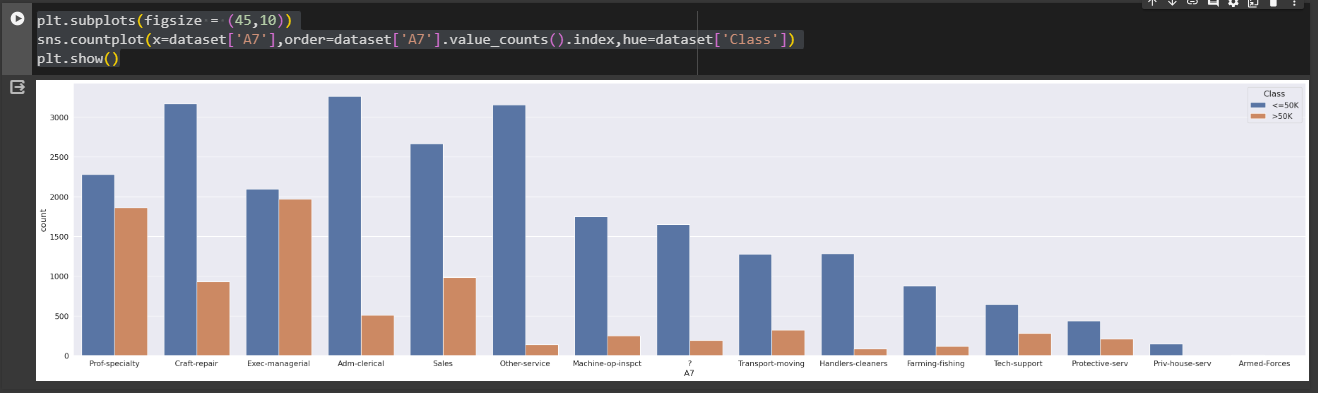 plt.subplots(figsize = (45,10))
sns.countplot(x=dataset['A7'],order=dataset['A7'].value_counts().index,hue=dataset['Class'])
plt.show()
Class
<=50K
>50K
3000
2500
2000
1500
1000
500
0
count
Prof-specialty Craft-repair Exec-managerial Adm-clerical Sales Other-service Machine-op-inspct ? Transport-moving Handlers-cleaners Farming-fishing Tech-support Protective-serv Priv-house-serv Armed-Forces
A7